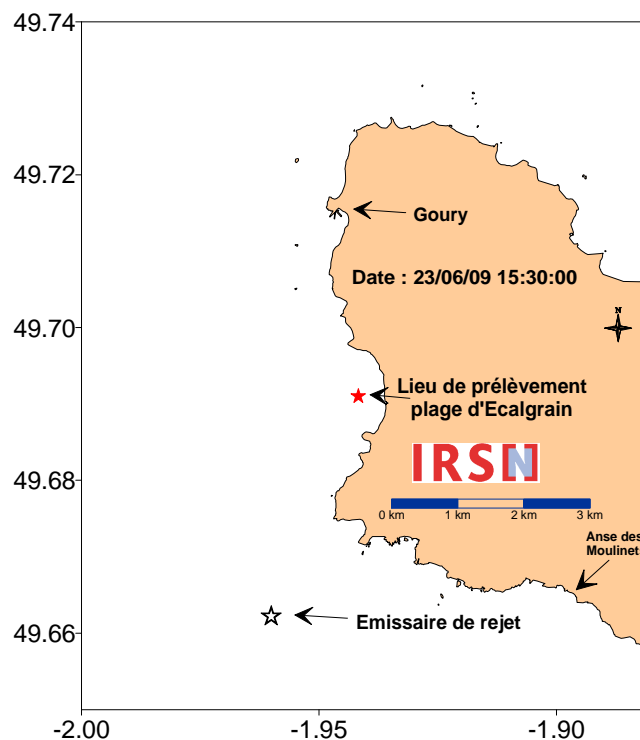 49.74
49.72
Goury
Date : 23/06/09 15:30:00
N
49.70
Lieu de prélèvement
plage d'Ecalgrain
IRSN
49.68
0 km 1 km 2 km 3 km
Anse des
Moulinets
Emissaire de rejet
49.66
-2.00 -1.95 -1.90